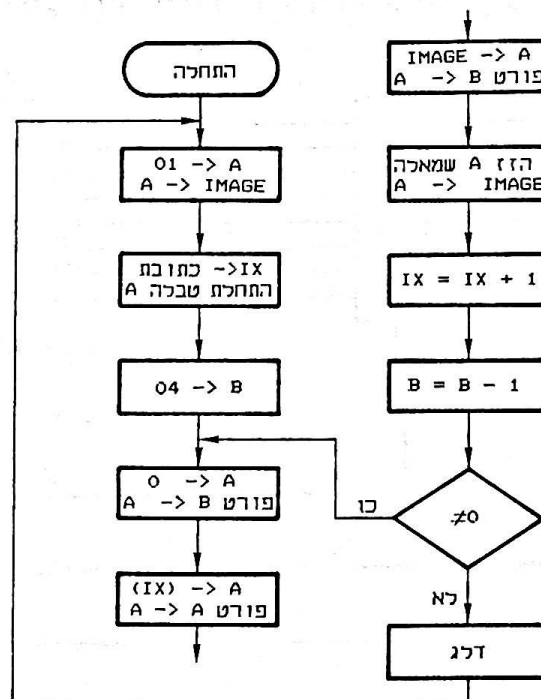 התחלה
01 -> A
A -> IMAGE
IX<- כתובת
התחלת טבלה A
04 -> B
0 -> A
A -> B פורט
(IX) -> A
A -> A פורט
IMAGE -> A
A -> B פורט
הזז A שמאלה
A -> IMAGE
IX = IX + 1
B = B - 1
≠0
כן
לא
דלג